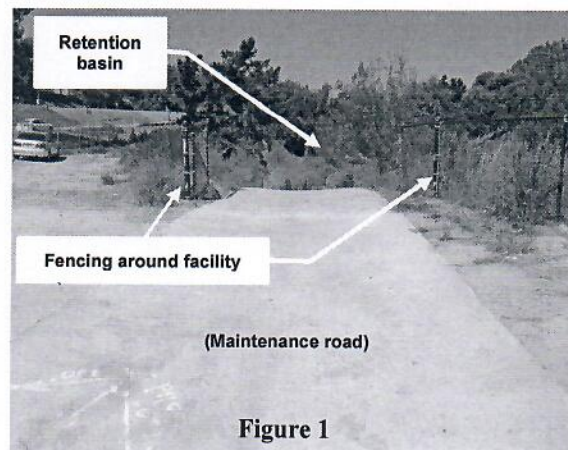 Retention
basin
Fencing around facility
(Maintenance road)
Figure 1